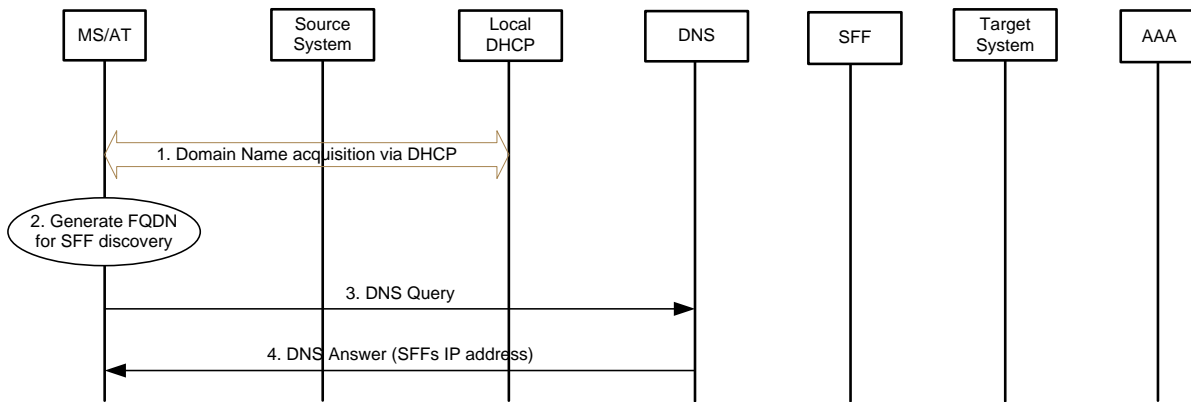 MS/AT
Source
System
Local
DHCP
DNS
SFF
Target
System
AAA
1. Domain Name acquisition via DHCP
2. Generate FQDN
for SFF discovery
3. DNS Query
4. DNS Answer (SFFs IP address)